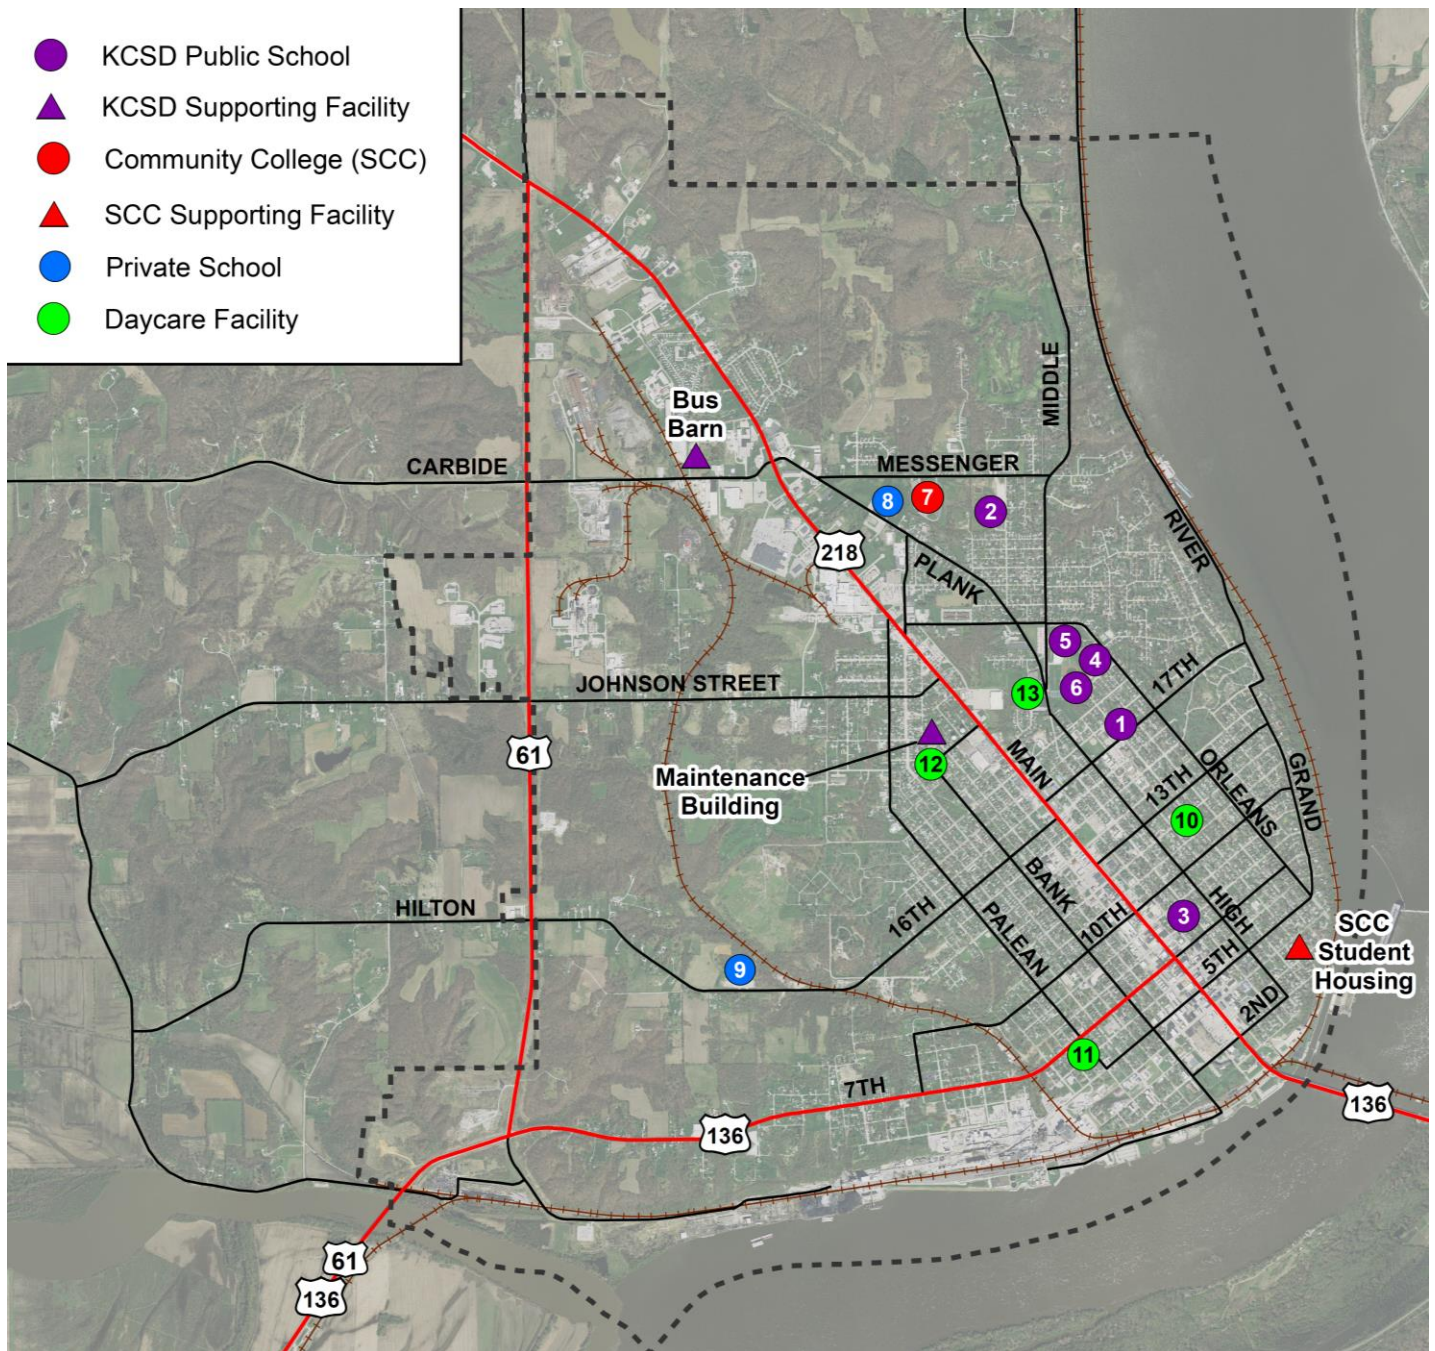 KCSD Public School
KCSD Supporting Facility
Community College (SCC)
SCC Supporting Facility
Private School
Daycare Facility
Bus
Barn
MIDDLE
CARBIDE
MESSENGER
8
7
2
RIVER
218
PLANK
5
4
17TH
JOHNSON STREET
13
6
1
61
MAIN
ORLEANS
GRAND
12
Maintenance
Building
13TH
10
BANK
HILTON
16TH
PALEAN
10TH
3
HIGH
SCC
Student
Housing
9
5TH
2ND
11
7TH
136
136
61
136